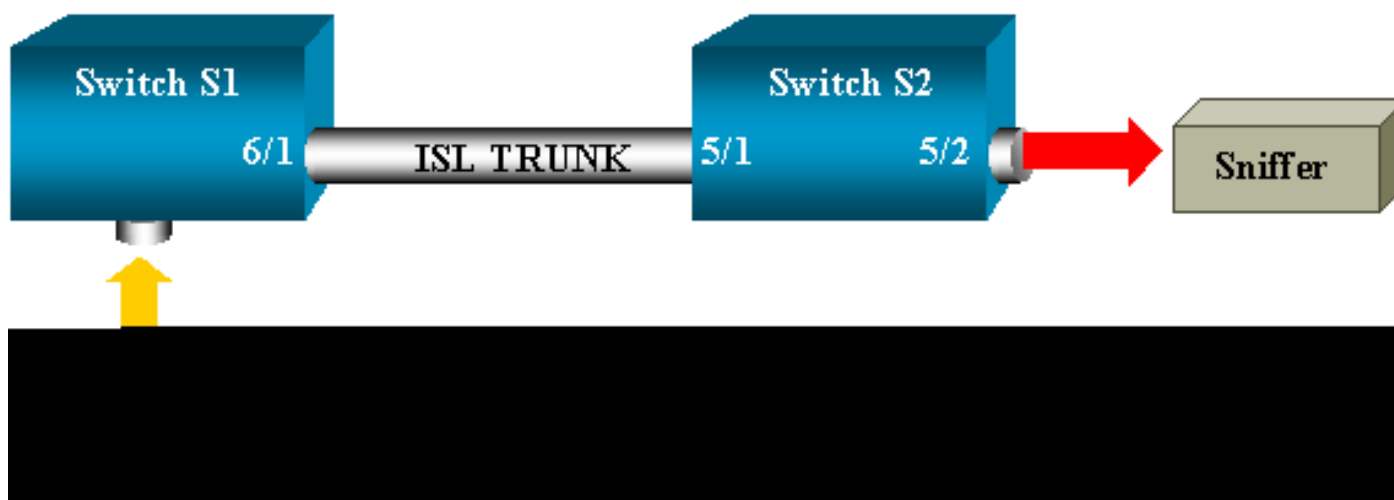 Switch S1
Switch S2
6/1
ISL TRUNK
5/1
5/2
Sniffer